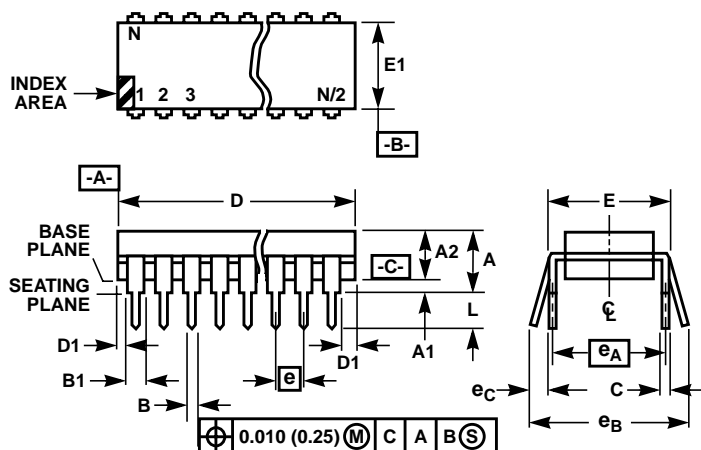 N
E1
INDEX
AREA
1 2 3 N/2
-B-
-A-
D
E
BASE
PLANE
A2
A
-C-
SEATING
PLANE
L
D1
A1
D1
eA
B1
e
eC
C
B
eB
0.010 (0.25) M C A B S